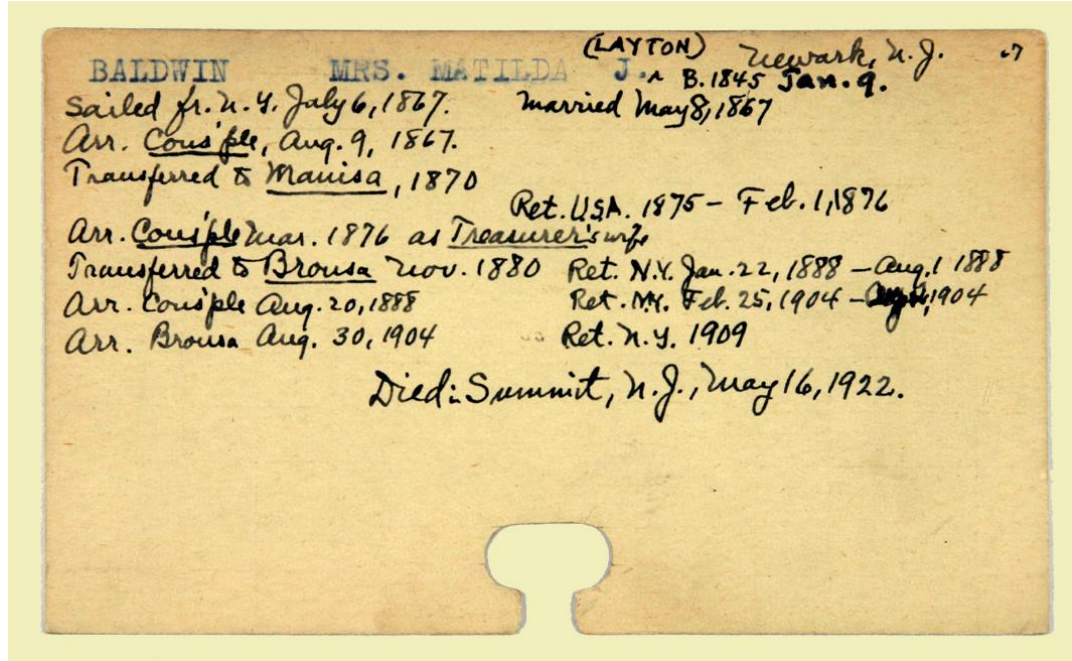 (LAYTON) Newark, N.J.
BALDWIN MRS. MATILDA J. ^ B. 1845 Jan. 9.
Sailed fr. N.Y. July 6, 1867. Married May 8, 1867
Arr. Cons'ple, Aug. 9, 1867.
Transferred to Manisa, 1870
Ret. USA. 1875 – Feb. 1, 1876
Arr. Cons'ple Mar. 1876 as Treasurer's wife
Transferred to Brousa Nov. 1880 Ret. N.Y. Jan. 22, 1888 – Aug. 1 1888
Arr. Cons'ple Aug. 20, 1888 Ret. N.Y. Feb. 25, 1904 – 1904
Arr. Brousa Aug. 30, 1904 Ret. N.Y. 1909
Died: Summit, N.J., May 16, 1922.